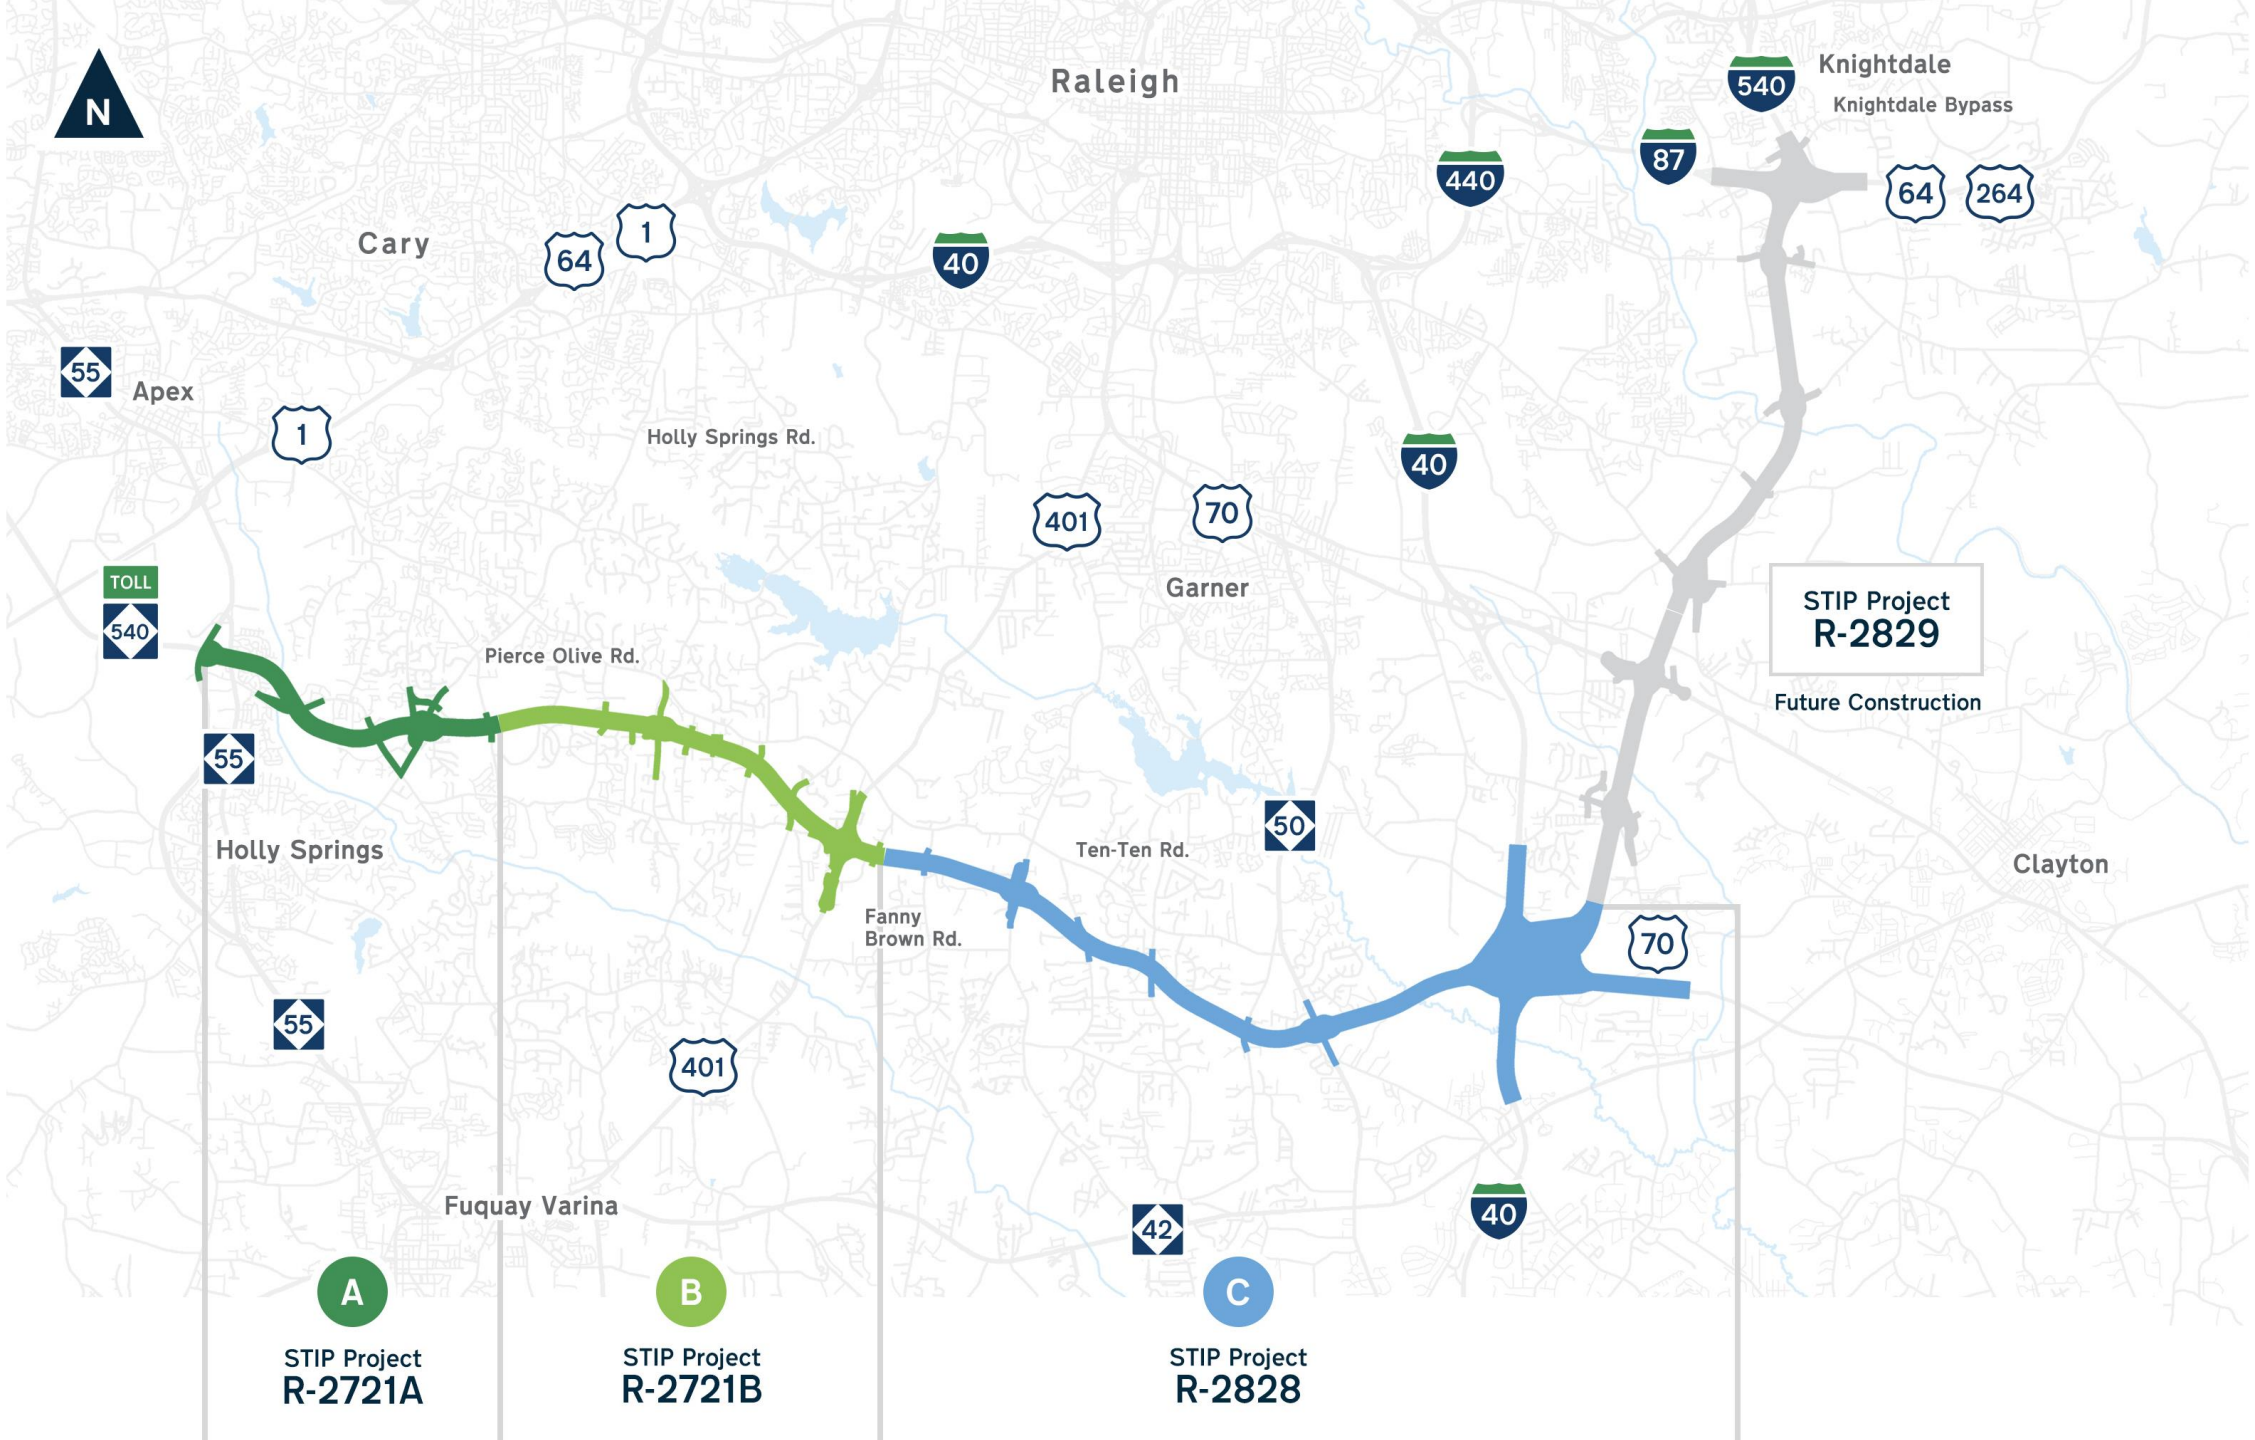 N
Raleigh
540
Knightdale
Knightdale Bypass
87
440
64
264
Cary
64
1
40
55
Apex
1
Holly Springs Rd.
40
401
70
Garner
TOLL
540
STIP Project
R-2829
Future Construction
Pierce Olive Rd.
55
Holly Springs
50
Ten-Ten Rd.
Clayton
Fanny
Brown Rd.
70
55
401
Fuquay Varina
42
40
A
STIP Project
R-2721A
B
STIP Project
R-2721B
C
STIP Project
R-2828